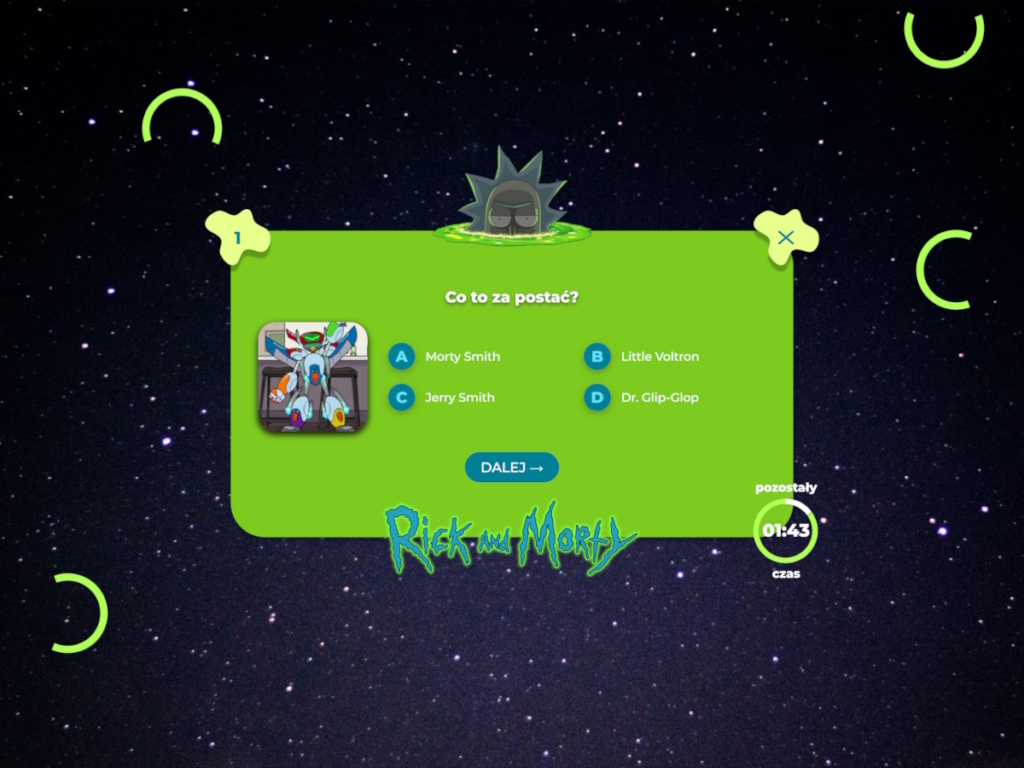 1
Co to za postać?
A Morty Smith
B Little Voltron
C Jerry Smith
D Dr. Glip-Glop
DALEJ →
pozostały
01:43
czas
Rick and Morty